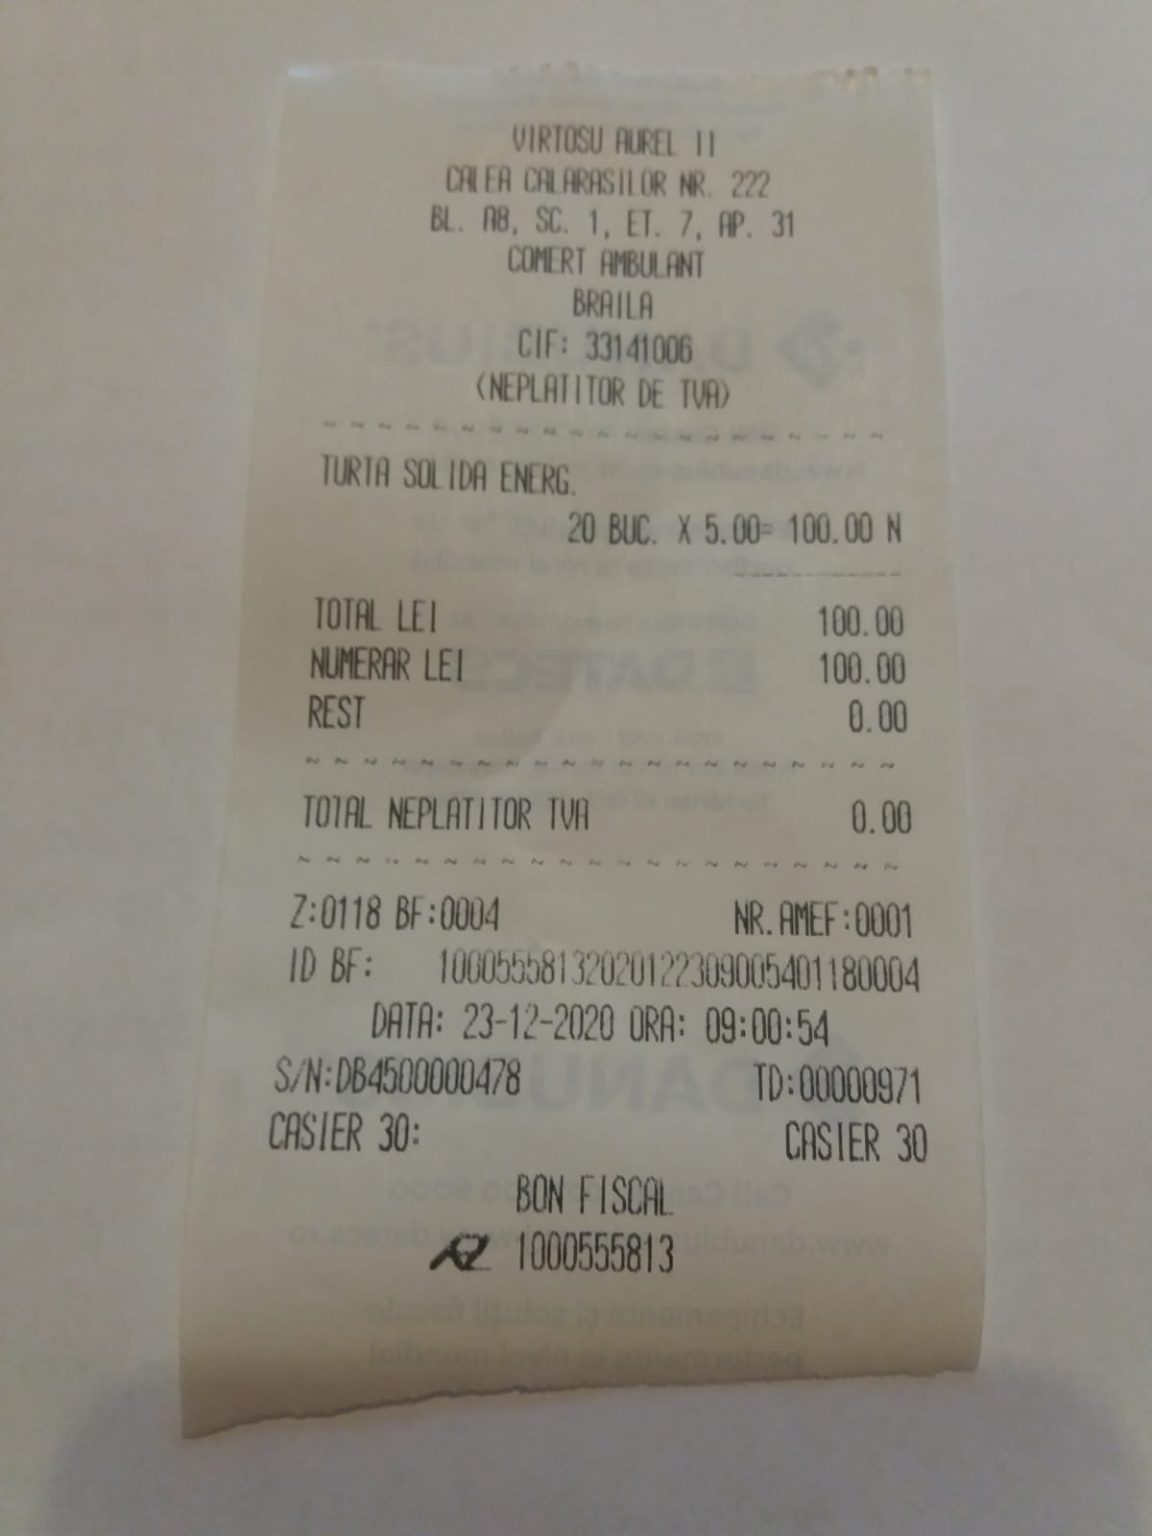 VIRTOSU AUREL II
CALEA CALARASILOR NR. 222
BL. A8, SC. 1, ET. 7, AP. 31
COMERT AMBULANT
BRAILA
CIF: 33141006
(NEPLATITOR DE TVA)
~ ~ ~ ~ ~ ~ ~ ~ ~ ~ ~ ~ ~ ~ ~ ~ ~ ~ ~ ~ ~
TURTA SOLIDA ENERG.
20 BUC. X 5.00= 100.00 N
------------
TOTAL LEI 100.00
NUMERAR LEI 100.00
REST 0.00
~ ~ ~ ~ ~ ~ ~ ~ ~ ~ ~ ~ ~ ~ ~ ~ ~ ~ ~ ~ ~
TOTAL NEPLATITOR TVA 0.00
~ ~ ~ ~ ~ ~ ~ ~ ~ ~ ~ ~ ~ ~ ~ ~ ~ ~ ~ ~ ~
Z:0118 BF:0004 NR.AMEF:0001
ID BF: 10005558132020122309005401180004
DATA: 23-12-2020 ORA: 09:00:54
S/N:DB4500000478 TD:00000971
CASIER 30: CASIER 30
BON FISCAL
1000555813